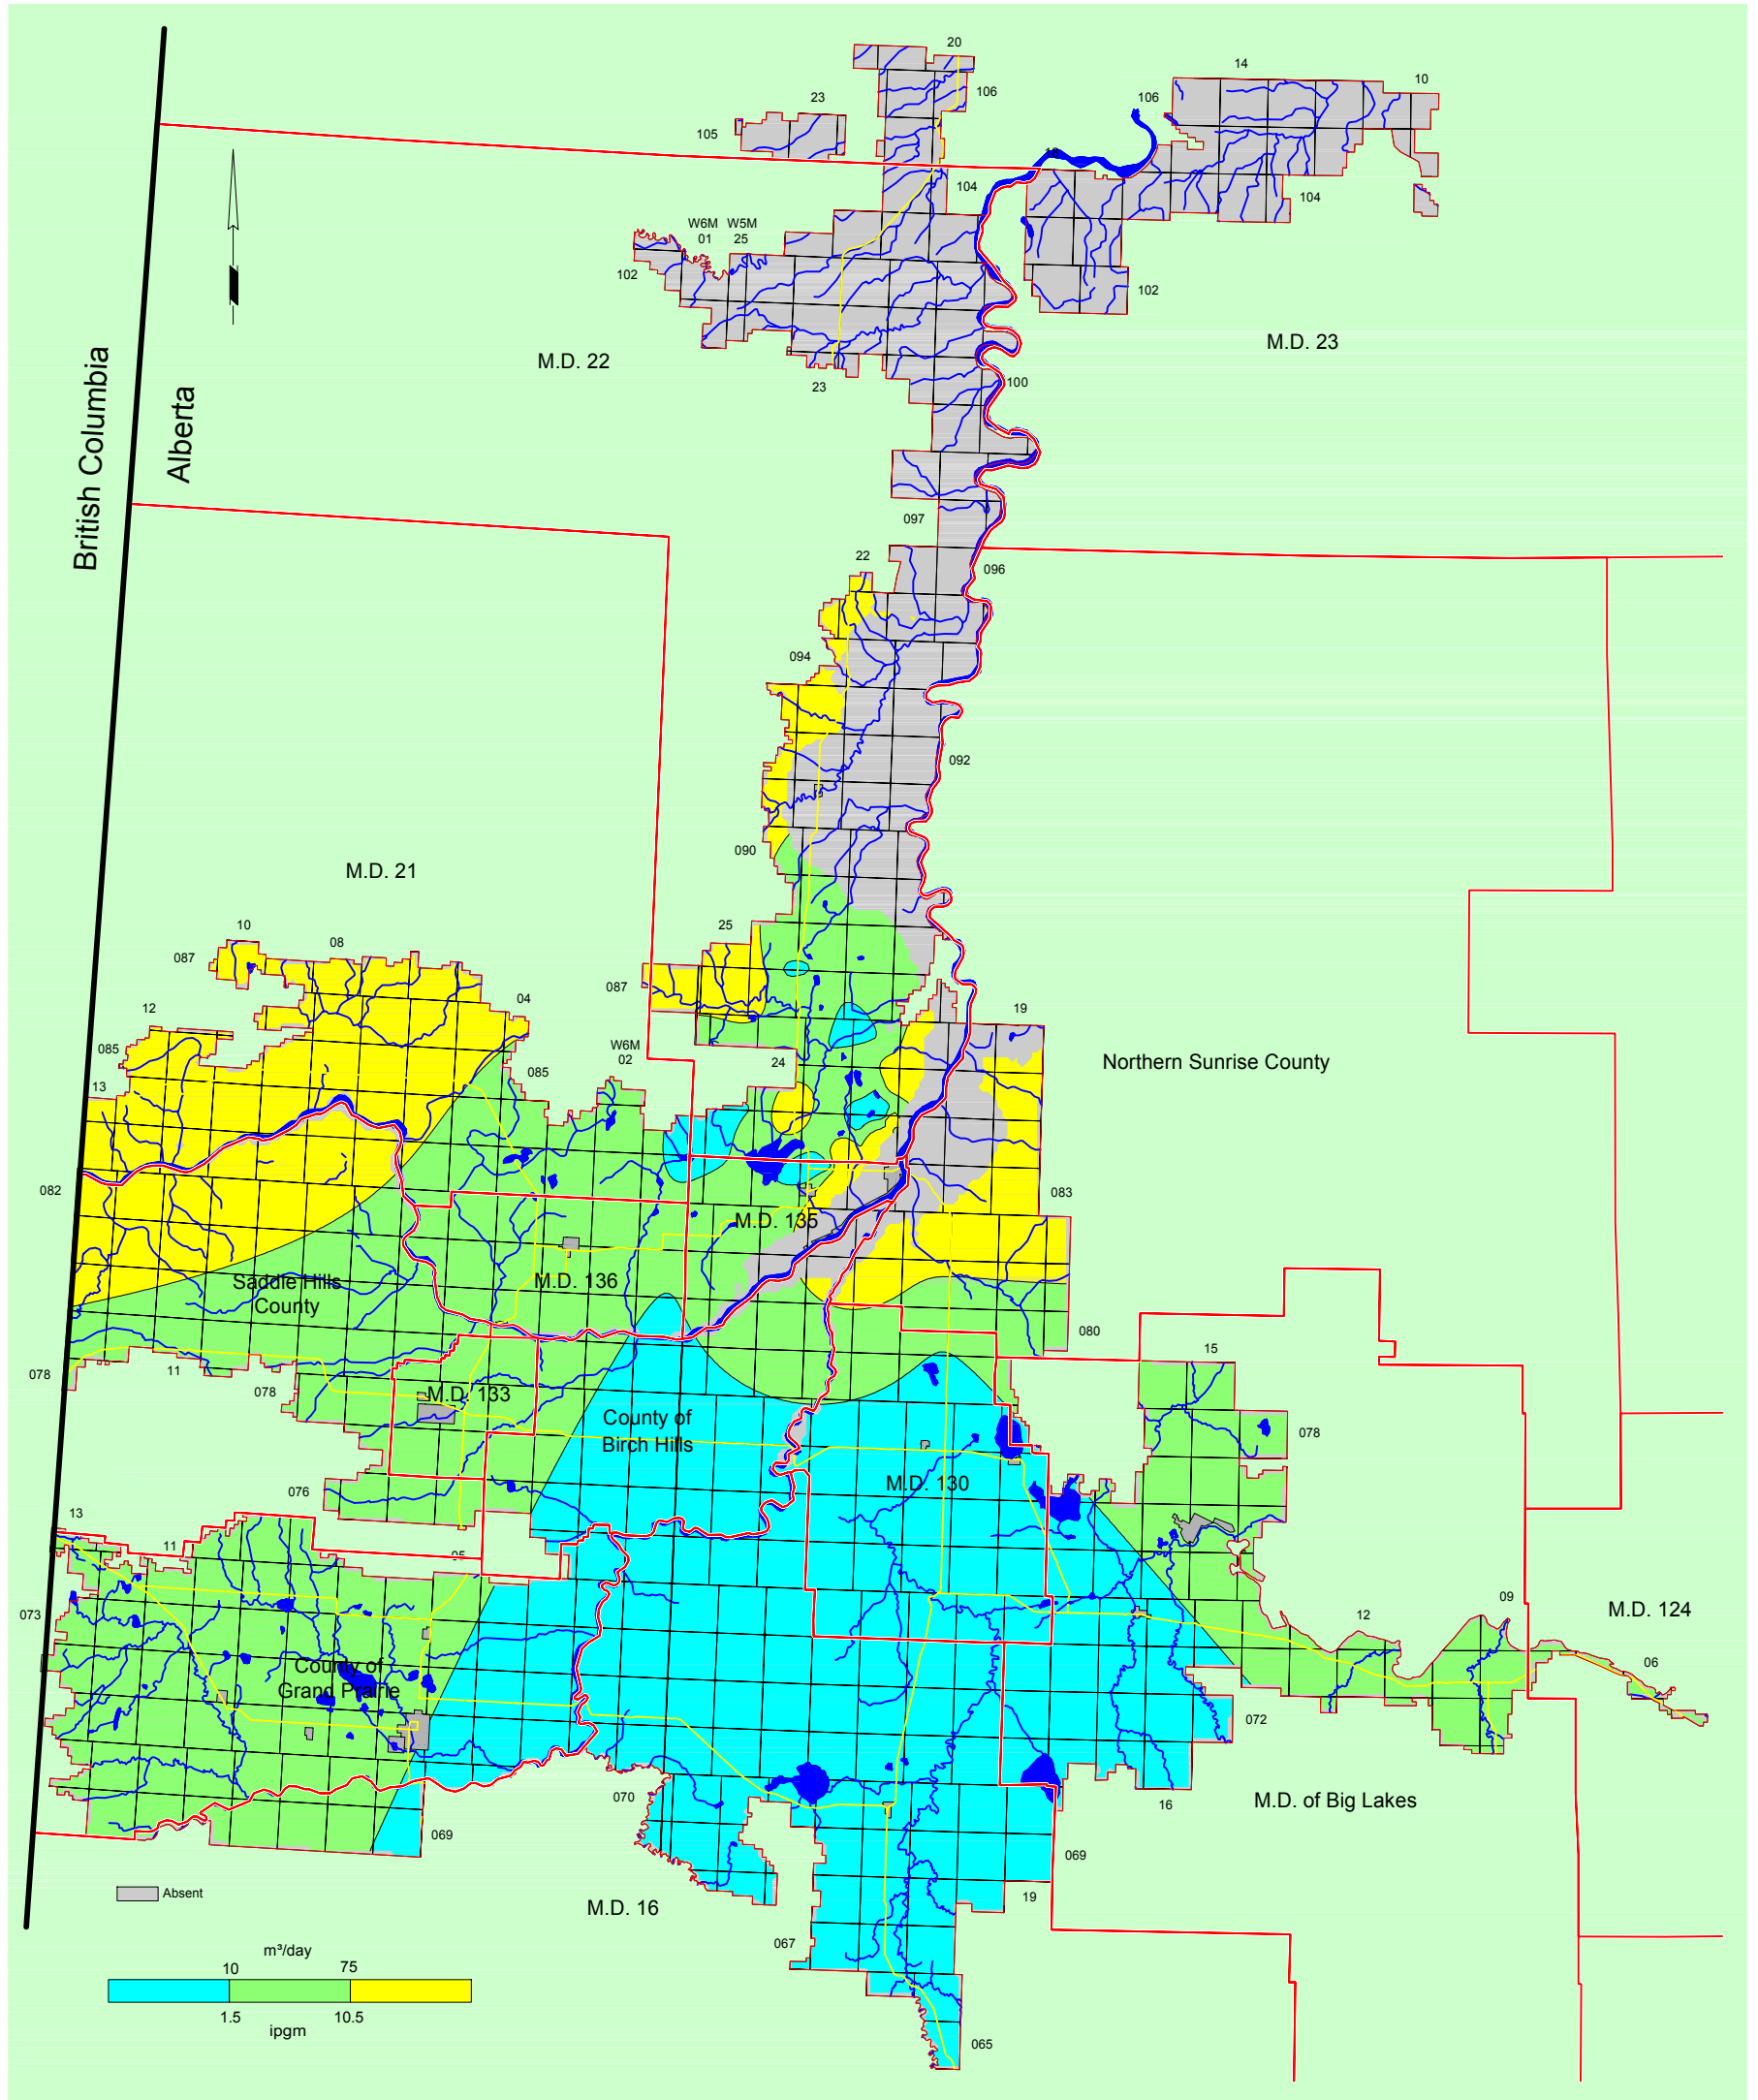 20
14
10
106
106
23
105
18
104
104
W6M W5M
01 25
102
102
British Columbia
Alberta
M.D. 22
M.D. 23
23
100
097
096
22
094
092
090
M.D. 21
10
08
25
087
087
04
12
19
085
W6M
02
24
085
13
Northern Sunrise County
082
083
M.D. 135
Saddle Hills
County
M.D. 136
080
15
078
11
078
M.D. 133
County of
Birch Hills
078
M.D. 130
076
13
11
05
073
12
09
M.D. 124
06
County of
Grand Prairie
072
070
16
M.D. of Big Lakes
069
069
Absent
19
M.D. 16
067
m³/day
10 75
1.5 10.5
ipgm
065